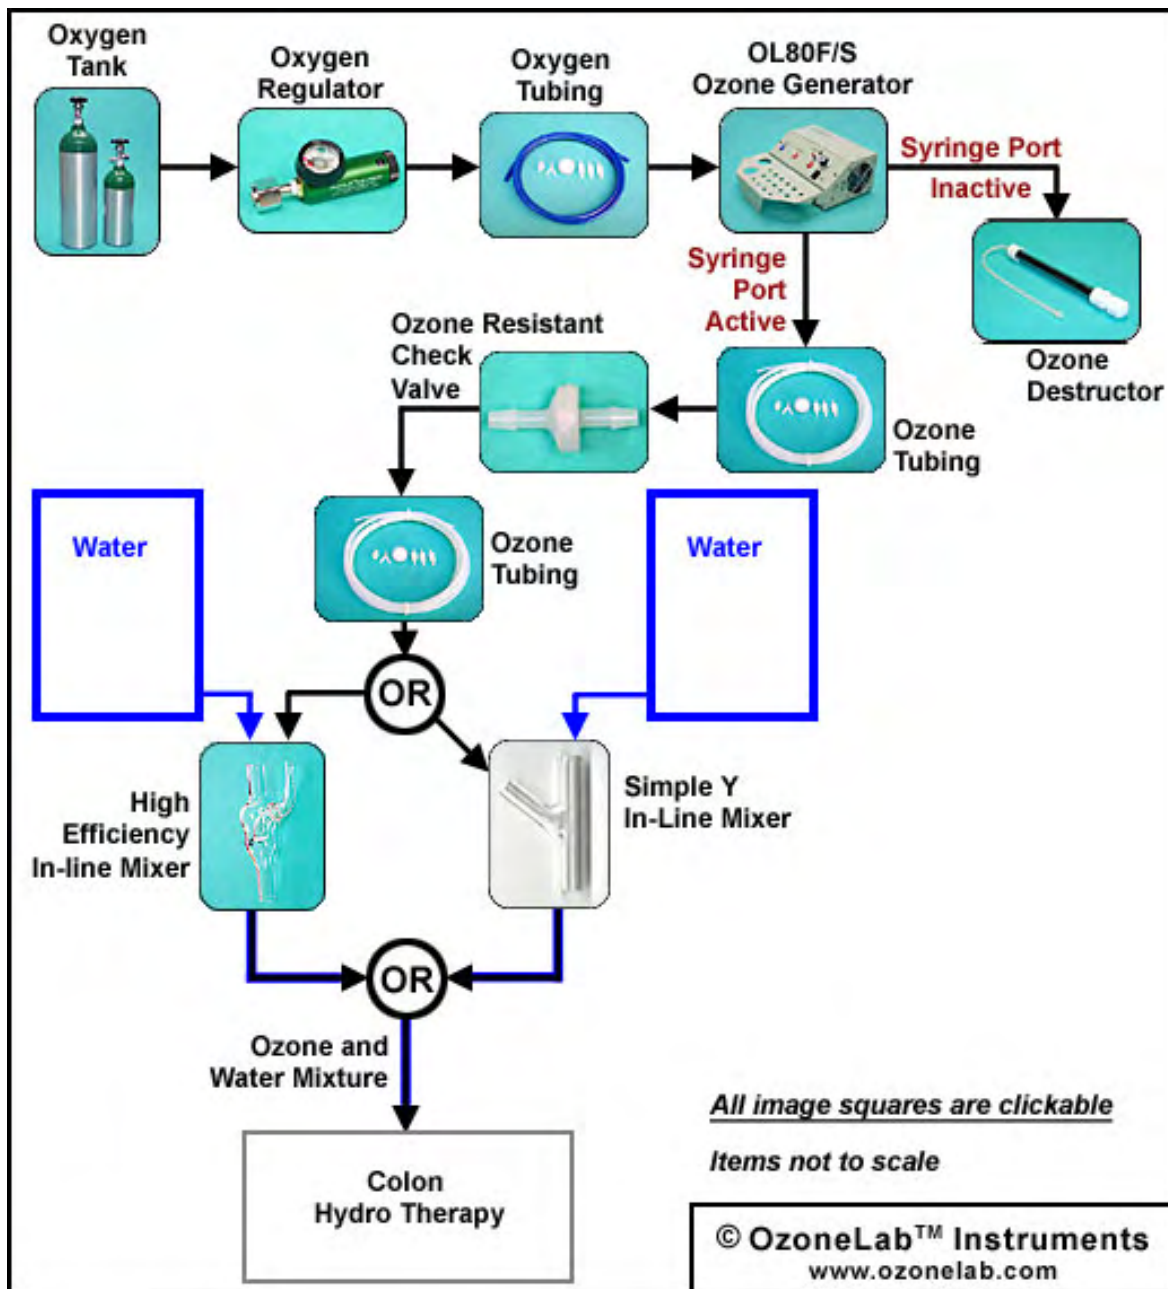 Oxygen
Tank
Oxygen
Regulator
Oxygen
Tubing
OL80F/S
Ozone Generator
Syringe Port
Inactive
Syringe
Port
Active
Ozone
Destructor
Ozone Resistant
Check
Valve
Ozone
Tubing
Water
Ozone
Tubing
Water
OR
High
Efficiency
In-line Mixer
Simple Y
In-Line Mixer
OR
Ozone and
Water Mixture
All image squares are clickable
Items not to scale
Colon
Hydro Therapy
© OzoneLab™ Instruments
www.ozonelab.com